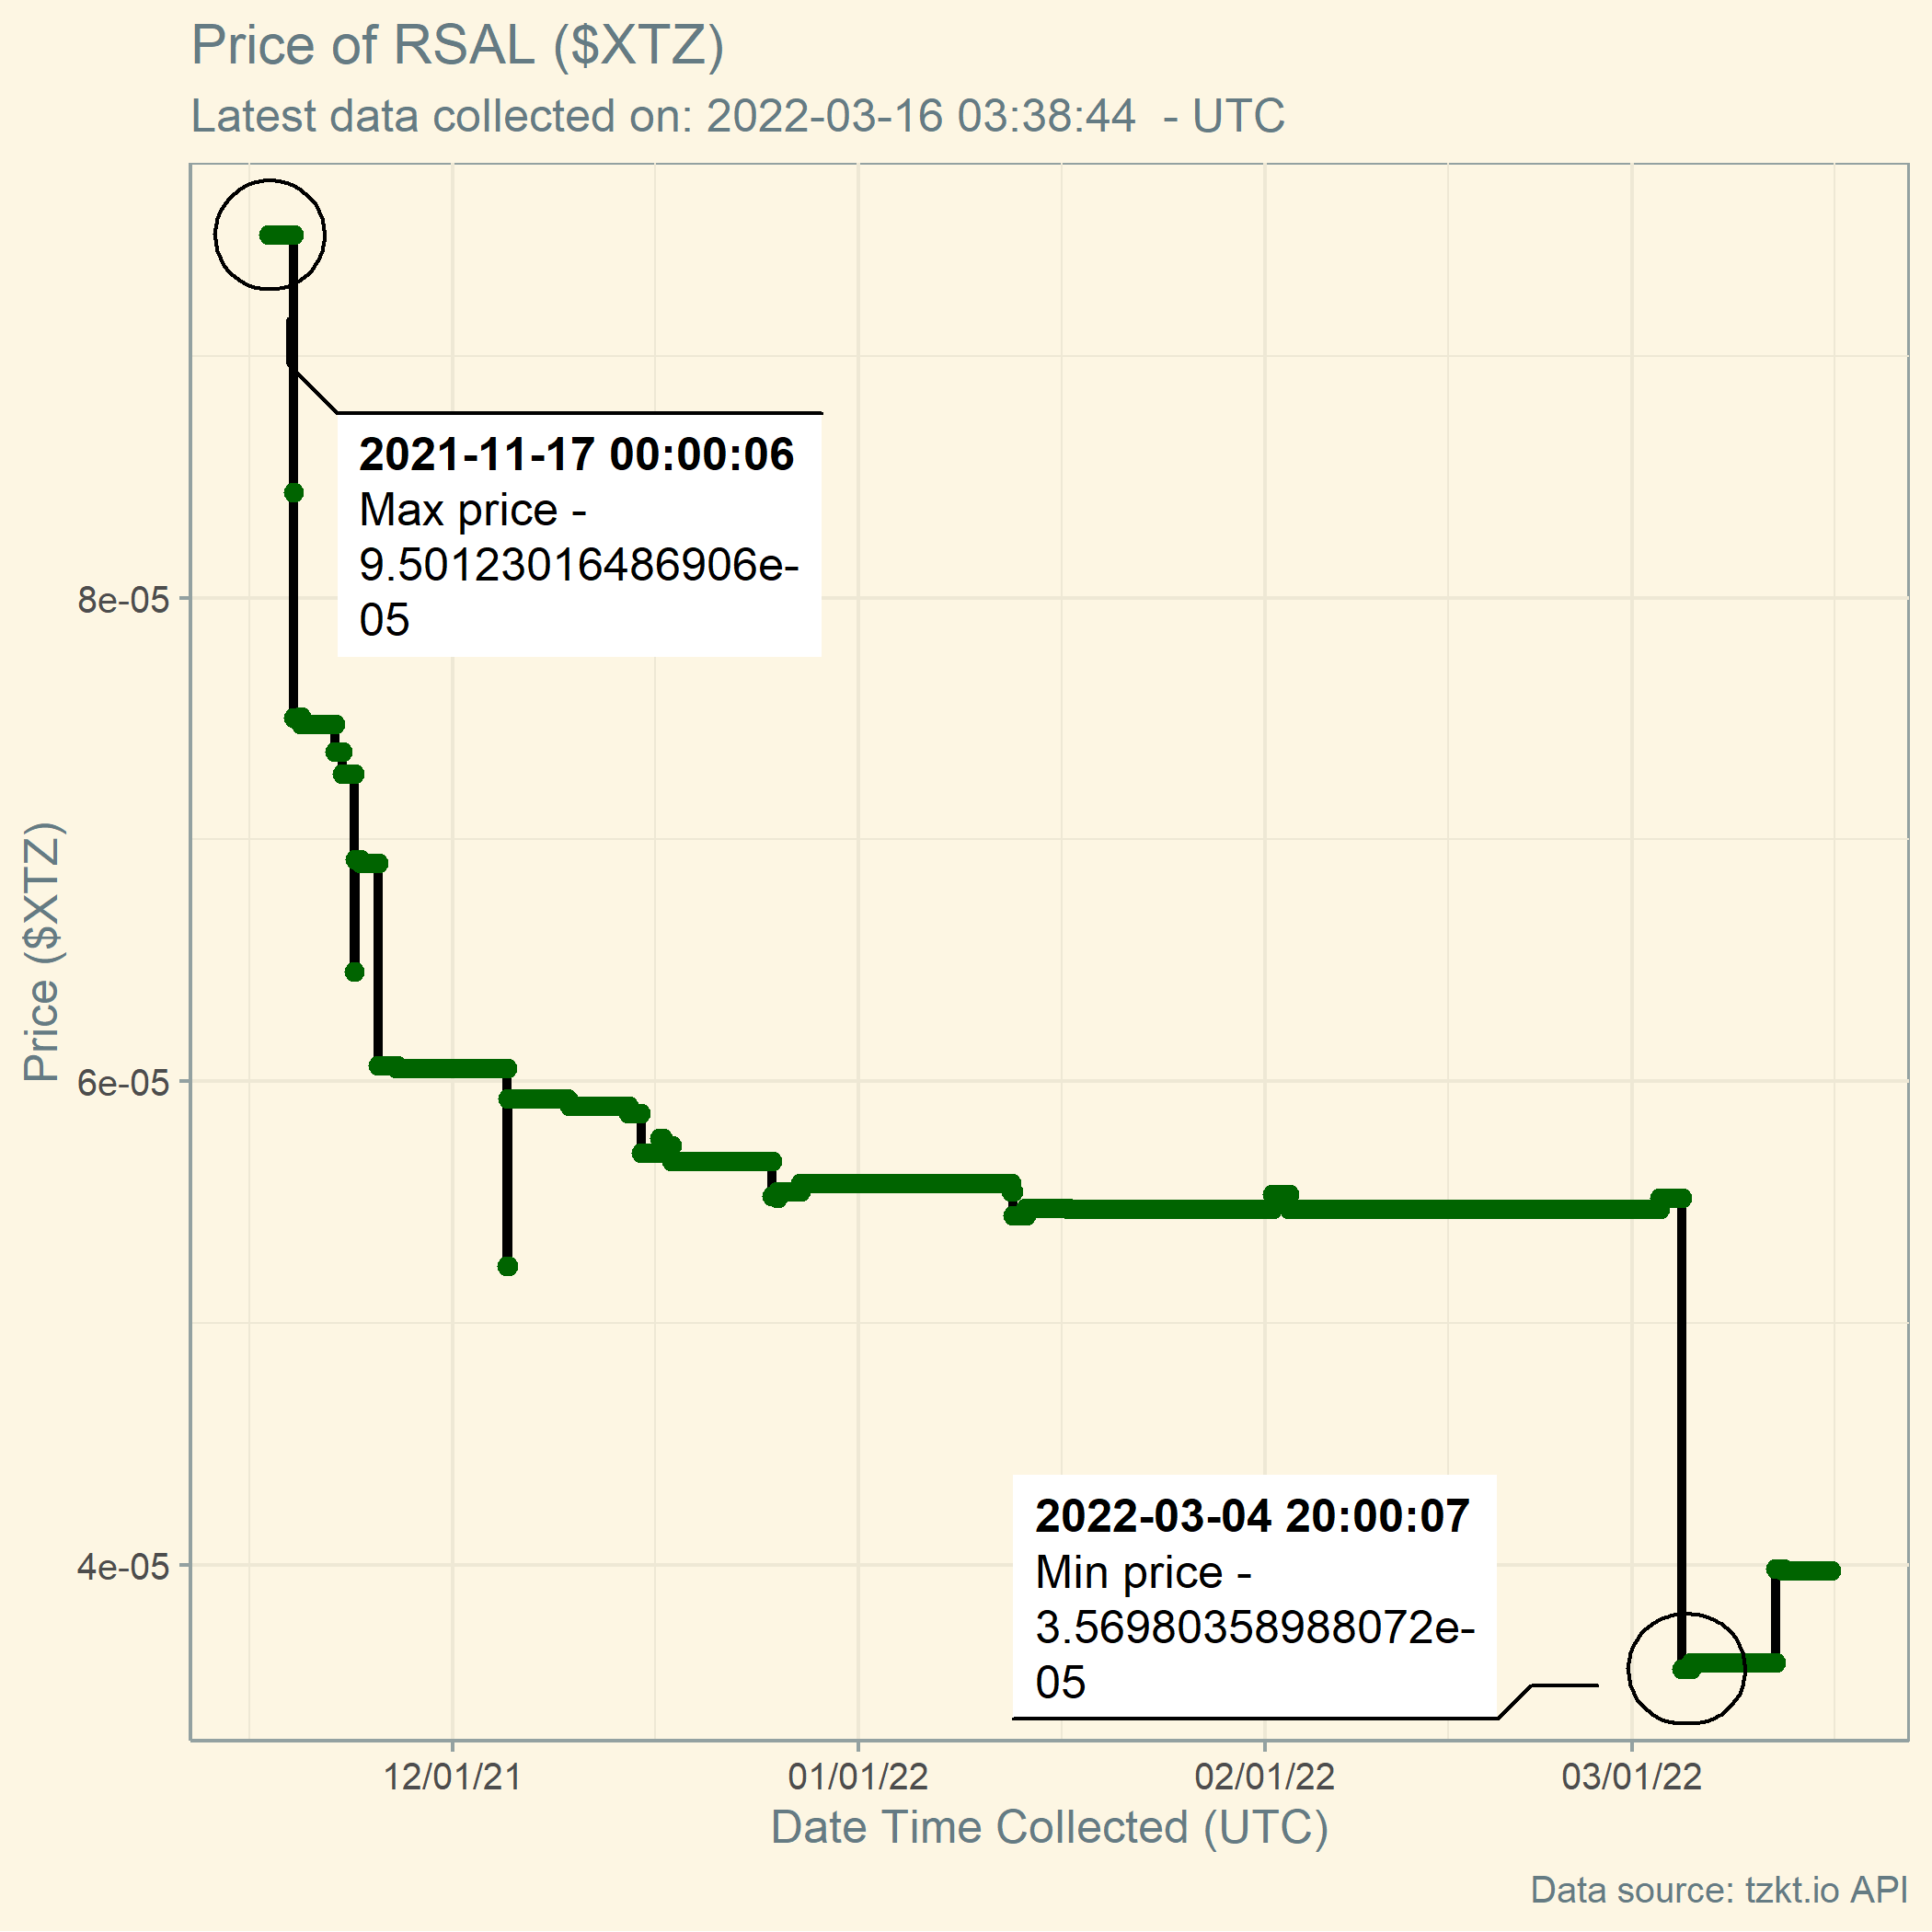 Price of RSAL ($XTZ)
Latest data collected on: 2022-03-16 03:38:44  - UTC
2021-11-17 00:00:06
Max price -
9.50123016486906e-
05
8e-05
Price ($XTZ)
6e-05
2022-03-04 20:00:07
Min price -
3.56980358988072e-
05
4e-05
12/01/21
01/01/22
02/01/22
03/01/22
Date Time Collected (UTC)
Data source: tzkt.io API